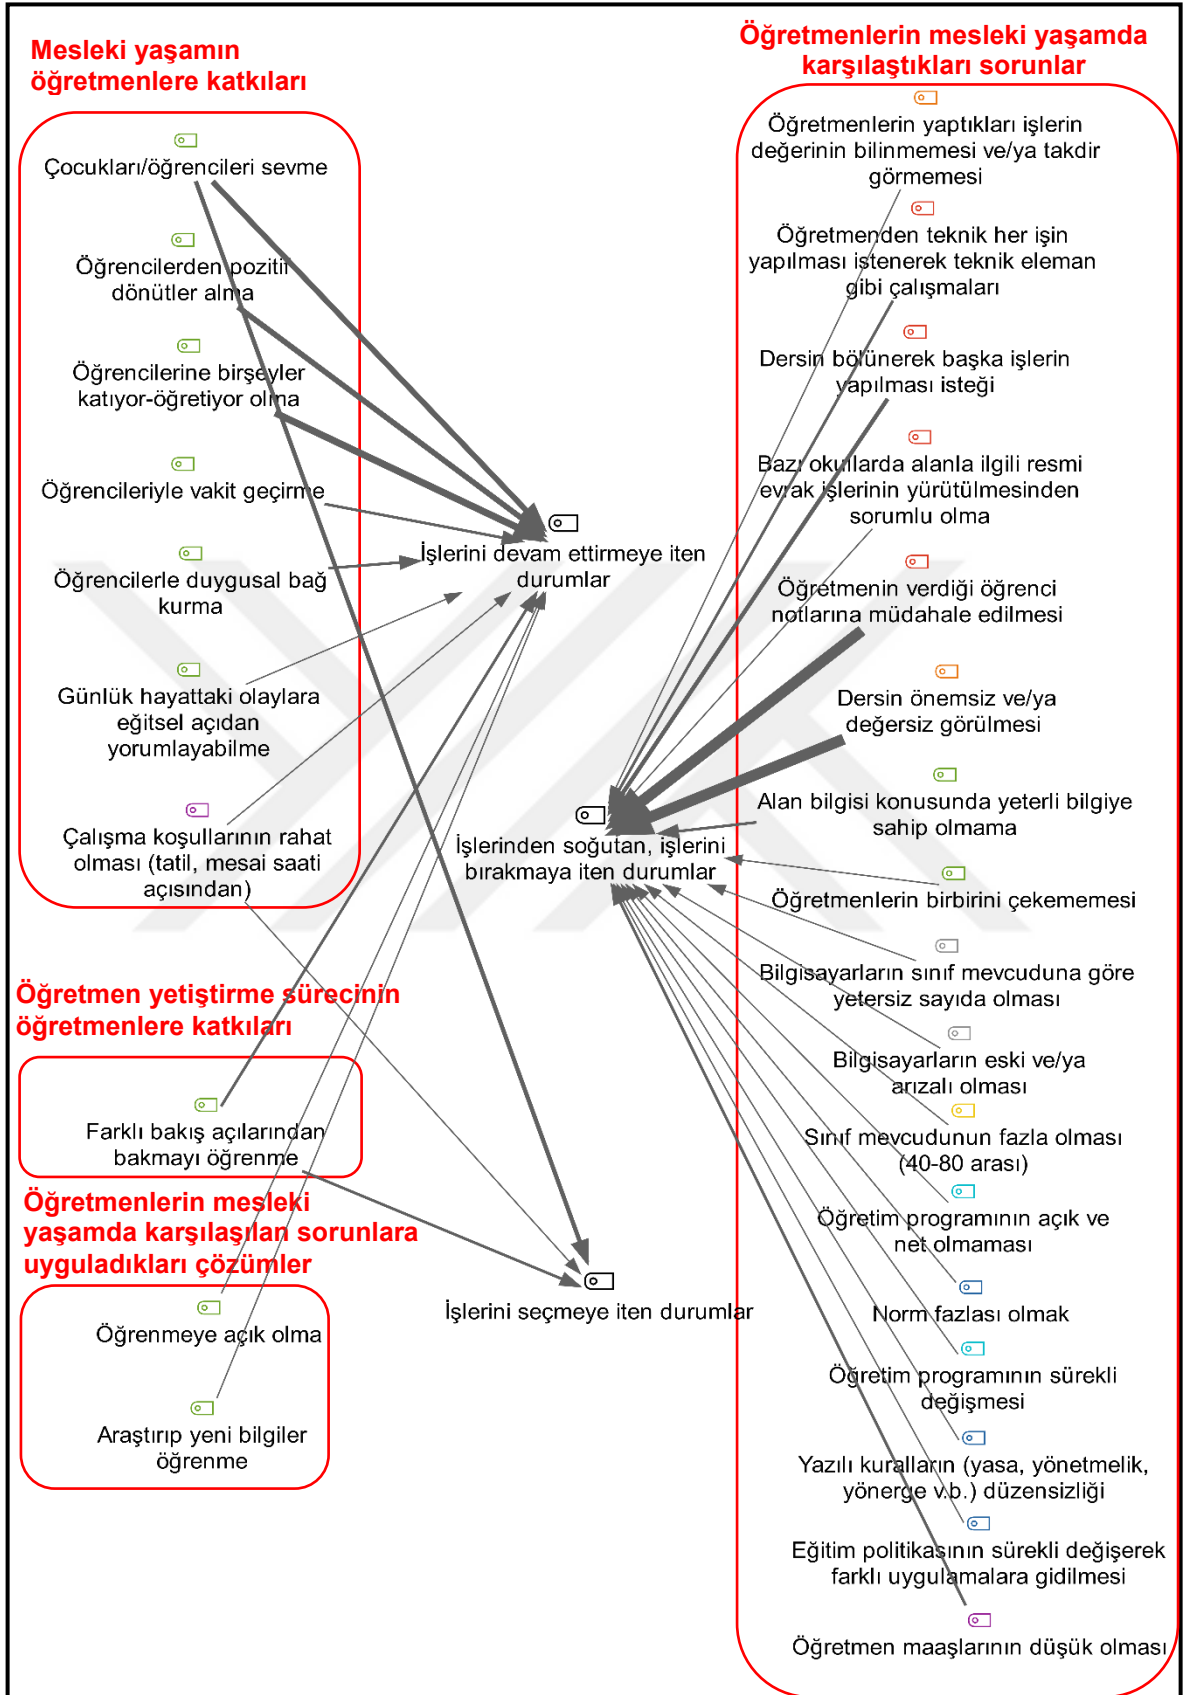 Mesleki yaşamın
öğretmenlere katkıları
Çocukları/öğrencileri sevme
Öğrencilerden pozitif
dönütler alma
Öğrencilerine birşeyler
katıyor-öğretiyor olma
Öğrencileriyle vakit geçirme
Öğrencilerle duygusal bağ
kurma
Günlük hayattaki olaylara
eğitsel açıdan
yorumlayabilme
Çalışma koşullarının rahat
olması (tatil, mesai saati
açısından)
Öğretmen yetiştirme sürecinin
öğretmenlere katkıları
Farklı bakış açılarından
bakmayı öğrenme
Öğretmenlerin mesleki
yaşamda karşılaşılan sorunlara
uyguladıkları çözümler
Öğrenmeye açık olma
Araştırıp yeni bilgiler
öğrenme
İşlerini devam ettirmeye iten
durumlar
İşlerinden soğutan, işlerini
bırakmaya iten durumlar
İşlerini seçmeye iten durumlar
Öğretmenlerin mesleki yaşamda
karşılaştıkları sorunlar
Öğretmenlerin yaptıkları işlerin
değerinin bilinmemesi ve/ya takdir
görmemesi
Öğretmenden teknik her işin
yapılması istenerek teknik eleman
gibi çalışmaları
Dersin bölünerek başka işlerin
yapılması isteği
Bazı okullarda alanla ilgili resmi
evrak işlerinin yürütülmesinden
sorumlu olma
Öğretmenin verdiği öğrenci
notlarına müdahale edilmesi
Dersin önemsiz ve/ya
değersiz görülmesi
Alan bilgisi konusunda yeterli bilgiye
sahip olmama
Öğretmenlerin birbirini çekememesi
Bilgisayarların sınıf mevcuduna göre
yetersiz sayıda olması
Bilgisayarların eski ve/ya
arızalı olması
Sınıf mevcudunun fazla olması
(40-80 arası)
Öğretim programının açık ve
net olmaması
Norm fazlası olmak
Öğretim programının sürekli
değişmesi
Yazılı kuralların (yasa, yönetmelik,
yönerge v.b.) düzensizliği
Eğitim politikasının sürekli değişerek
farklı uygulamalara gidilmesi
Öğretmen maaşlarının düşük olması